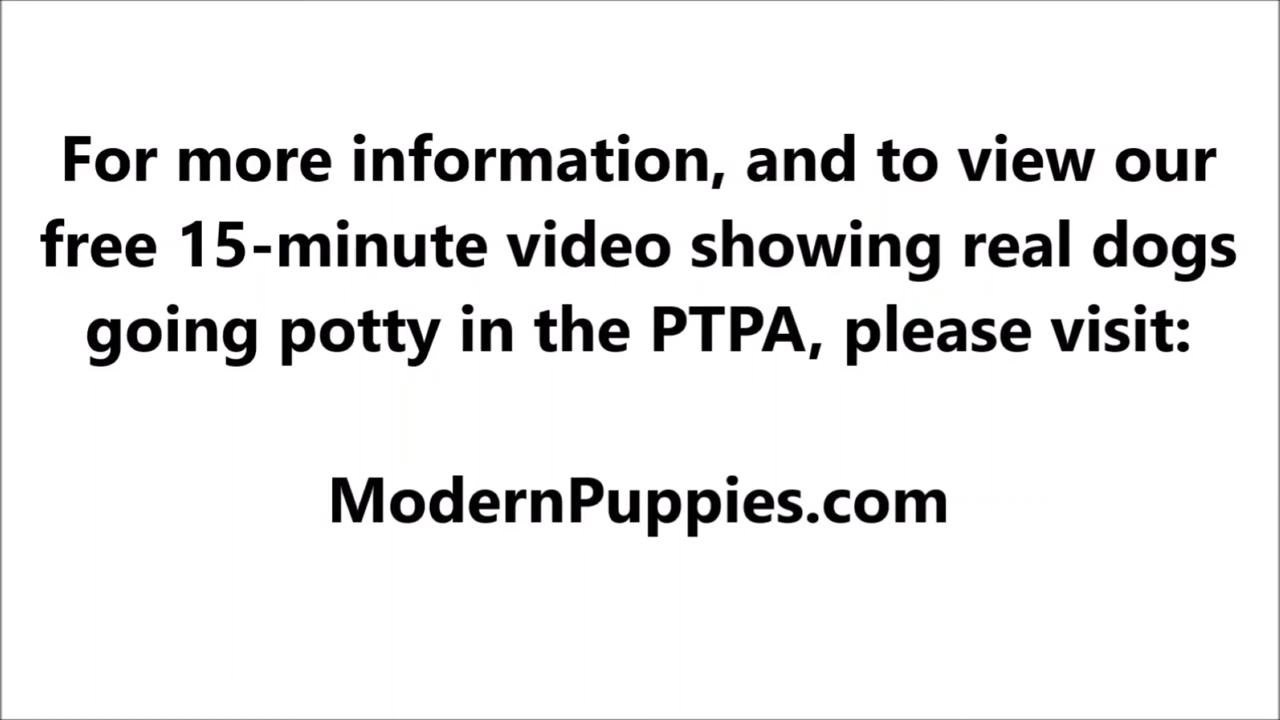 For more information, and to view our
free 15-minute video showing real dogs
going potty in the PTPA, please visit:
ModernPuppies.com